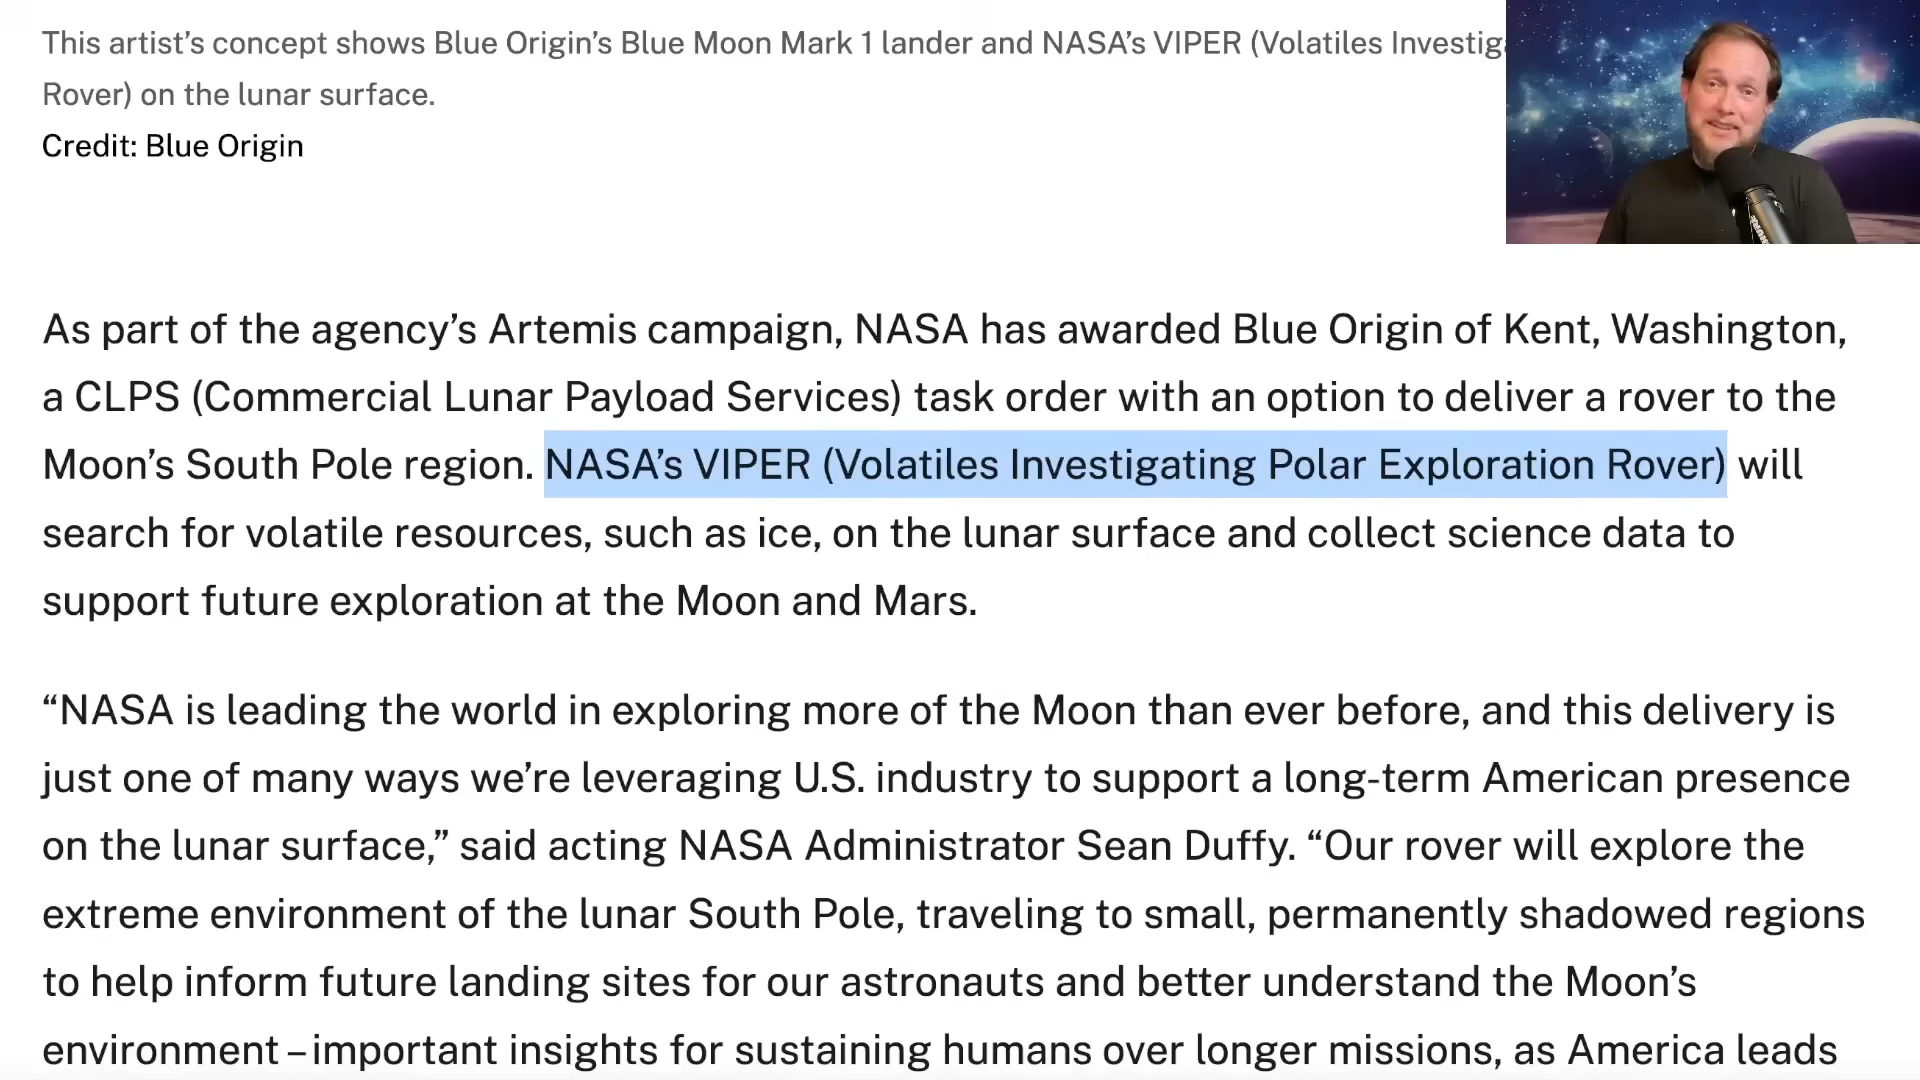 This artist’s concept shows Blue Origin’s Blue Moon Mark 1 lander and NASA’s VIPER (Volatiles Investig
Rover) on the lunar surface.
Credit: Blue Origin
As part of the agency’s Artemis campaign, NASA has awarded Blue Origin of Kent, Washington,
a CLPS (Commercial Lunar Payload Services) task order with an option to deliver a rover to the
Moon’s South Pole region. NASA’s VIPER (Volatiles Investigating Polar Exploration Rover) will
search for volatile resources, such as ice, on the lunar surface and collect science data to
support future exploration at the Moon and Mars.
“NASA is leading the world in exploring more of the Moon than ever before, and this delivery is
just one of many ways we’re leveraging U.S. industry to support a long-term American presence
on the lunar surface,” said acting NASA Administrator Sean Duffy. “Our rover will explore the
extreme environment of the lunar South Pole, traveling to small, permanently shadowed regions
to help inform future landing sites for our astronauts and better understand the Moon’s
environment – important insights for sustaining humans over longer missions, as America leads